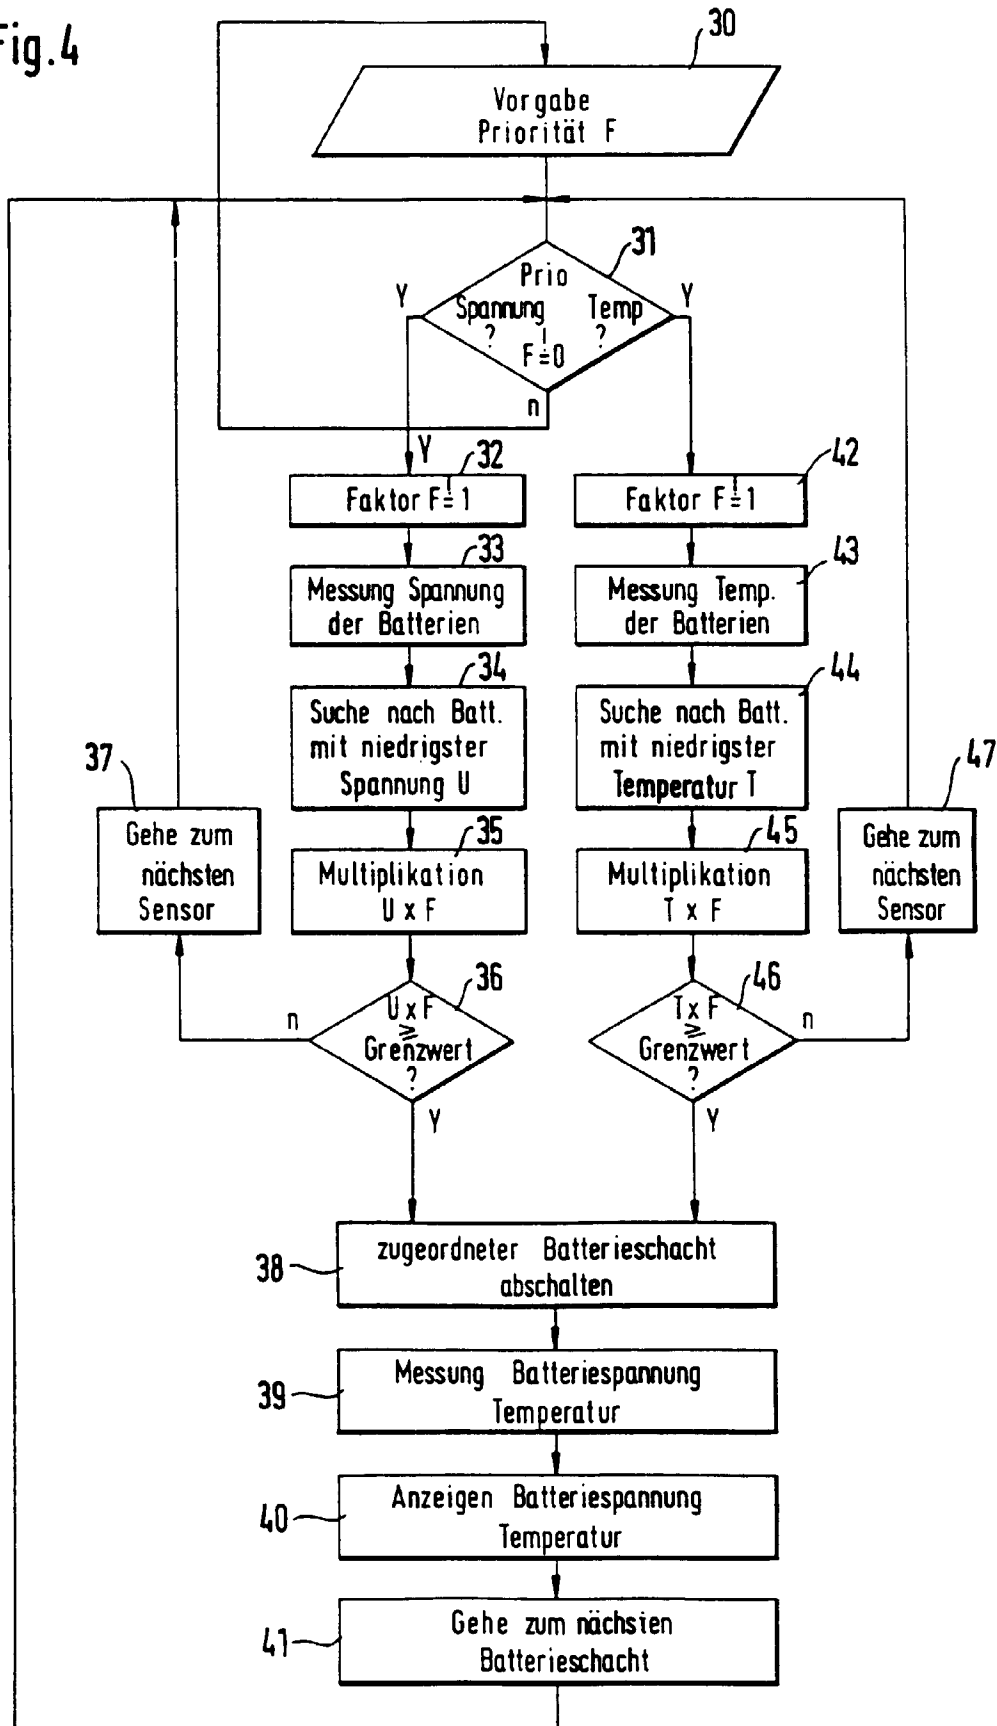 Fig.4
30
Vorgabe
Priorität F
31
Prio
Y
Spannung
Temp
Y
?
?
F=0
n
Y
32
Faktor F=1
42
Faktor F=1
33
Messung Spannung
der Batterien
43
Messung Temp.
der Batterien
34
Suche nach Batt.
mit niedrigster
Spannung U
44
Suche nach Batt.
mit niedrigster
Temperatur T
37
Gehe zum
nächsten
Sensor
35
Multiplikation
U x F
45
Multiplikation
T x F
47
Gehe zum
nächsten
Sensor
36
U x F
≥
Grenzwert
?
n
Y
46
T x F
≥
Grenzwert
?
n
Y
38
zugeordneter Batterieschacht
abschalten
39
Messung Batteriespannung
Temperatur
40
Anzeigen Batteriespannung
Temperatur
41
Gehe zum nächsten
Batterieschacht